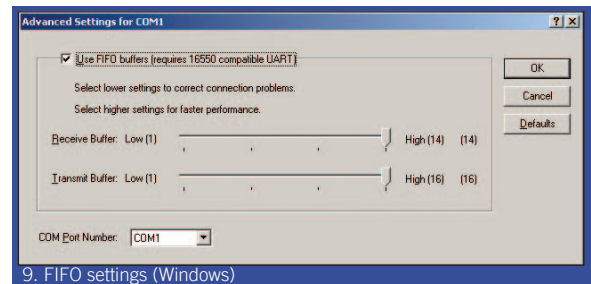 Advanced Settings for COM1
Use FIFO buffers (requires 16550 compatible UART)
OK
Select lower settings to correct connection problems.
Cancel
Select higher settings for faster performance.
Defaults
Receive Buffer: Low (1) High (14) (14)
Transmit Buffer: Low (1) High (16) (16)
COM Port Number: COM1
9. FIFO settings (Windows)